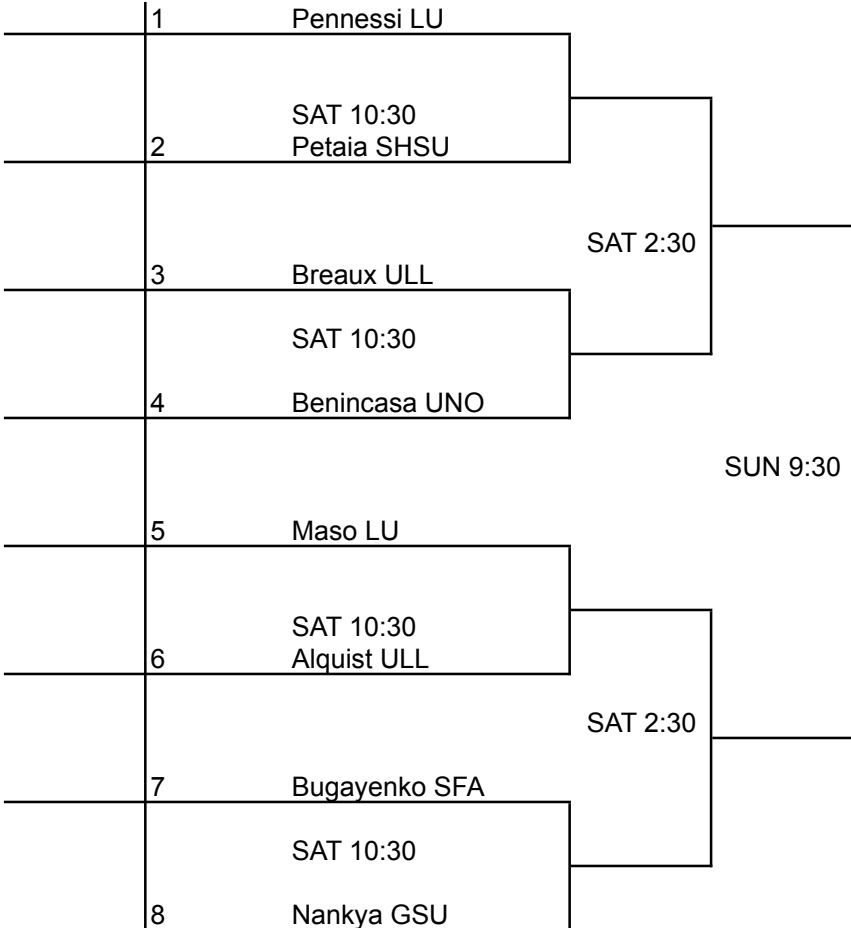 1 Pennessi LU
SAT 10:30
2 Petaia SHSU
SAT 2:30
3 Breaux ULL
SAT 10:30
4 Benincasa UNO
SUN 9:30
5 Maso LU
SAT 10:30
6 Alquist ULL
SAT 2:30
7 Bugayenko SFA
SAT 10:30
8 Nankya GSU